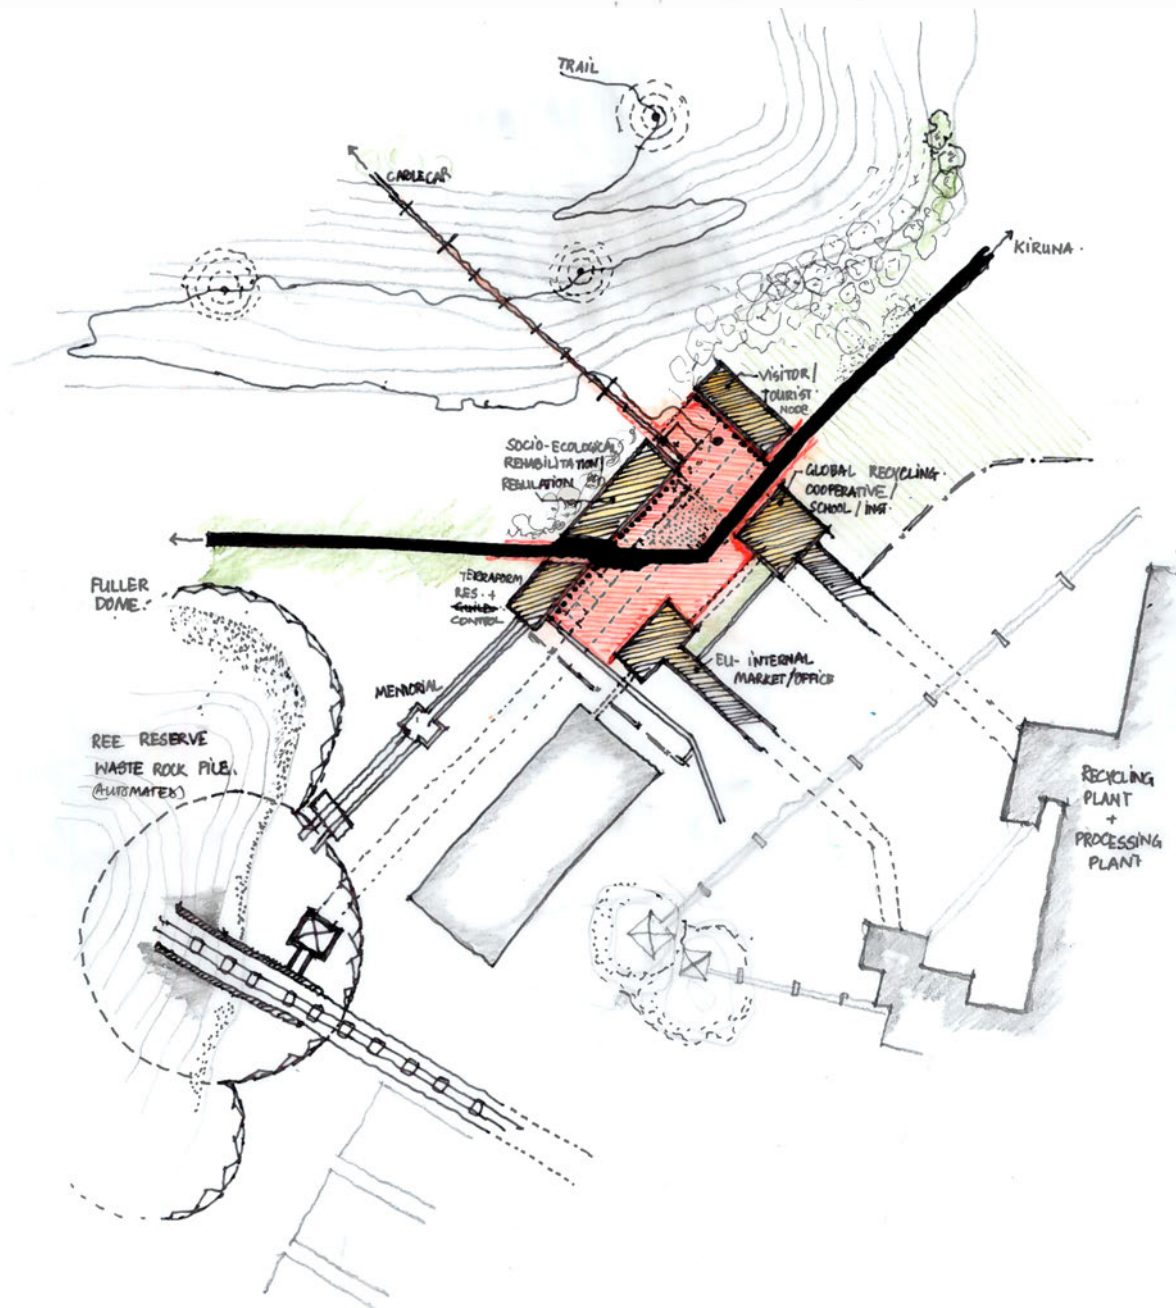 TRAIL
CABLECAR
KIRUNA.
VISITOR/
TOURIST.
NODE
SOCIO-ECOLOGICAL
REHABILITATION/
REGULATION
GLOBAL RECYCLING.
COOPERATIVE/
SCHOOL / INST.
FULLER
DOME.
TERRAFORM
RES. +
GUILD
CONTROL
EU- INTERNAL
MARKET/OFFICE
MEMORIAL
REE RESERVE
WASTE ROCK PILE.
(AUTOMATED)
RECYCLING
PLANT
+
PROCESSING
PLANT